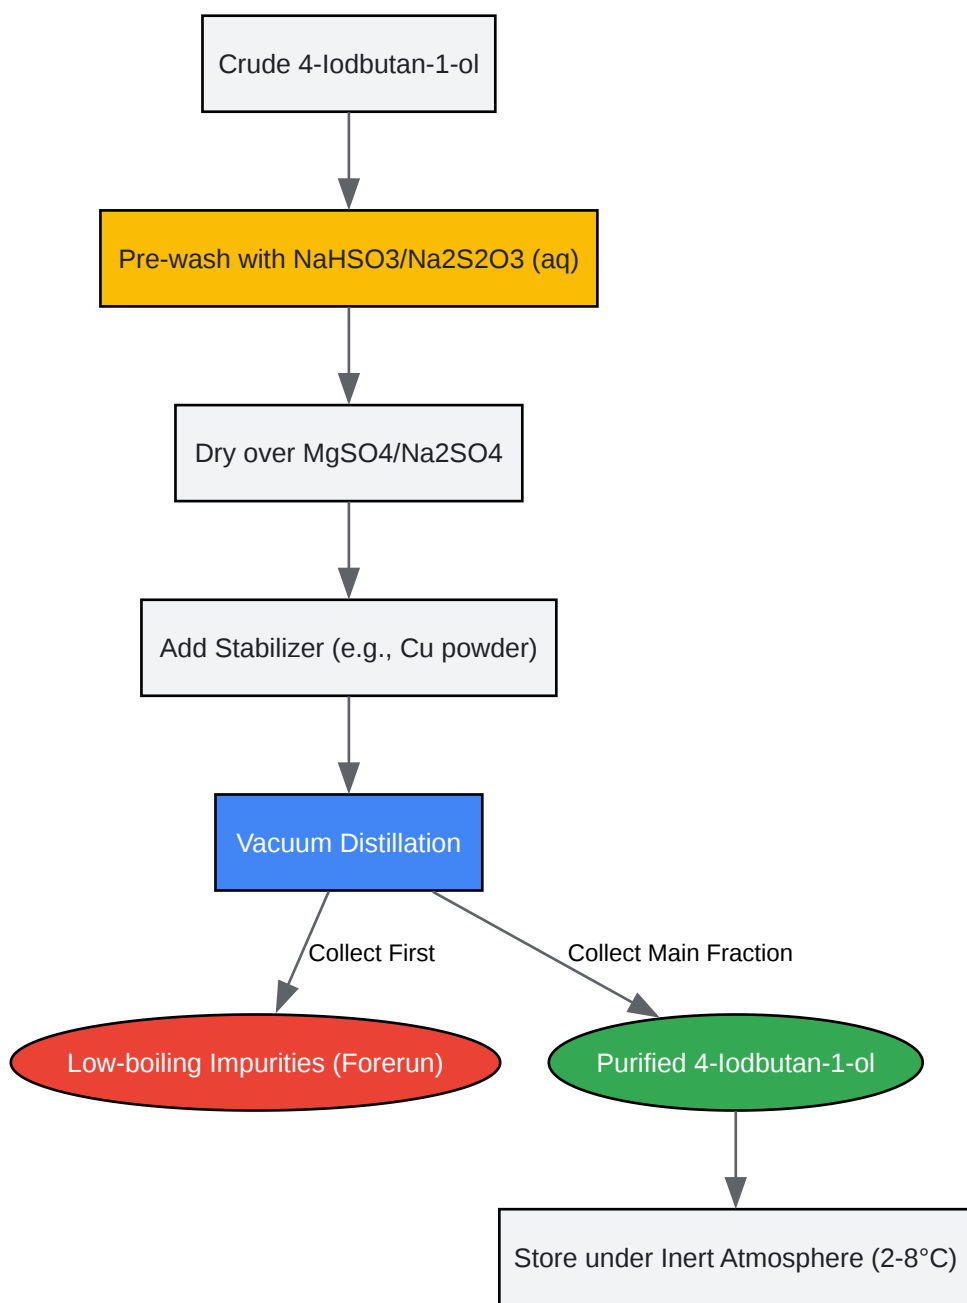 Crude 4-Iodbutan-1-ol
Pre-wash with NaHSO3/Na2S2O3 (aq)
Dry over MgSO4/Na2SO4
Add Stabilizer (e.g., Cu powder)
Vacuum Distillation
Collect First
Collect Main Fraction
Low-boiling Impurities (Forerun)
Purified 4-Iodbutan-1-ol
Store under Inert Atmosphere (2-8°C)